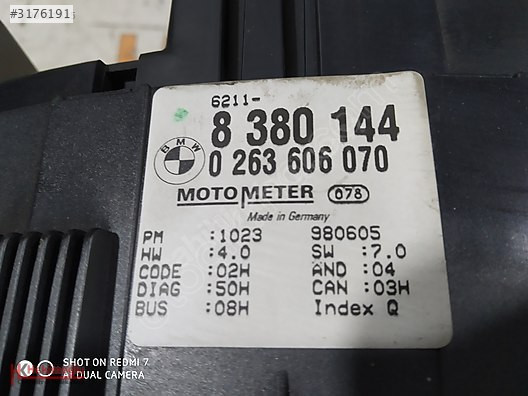 #3176191
6211-
8 380 144
BMW
0 263 606 070
MOTOMETER 078
Made in Germany
PM :1023 980605
HW :4.0 SW :7.0
CODE :02H AND :04
DIAG :50H CAN :03H
BUS :08H Index Q
SHOT ON REDMI 7
AI DUAL CAMERA